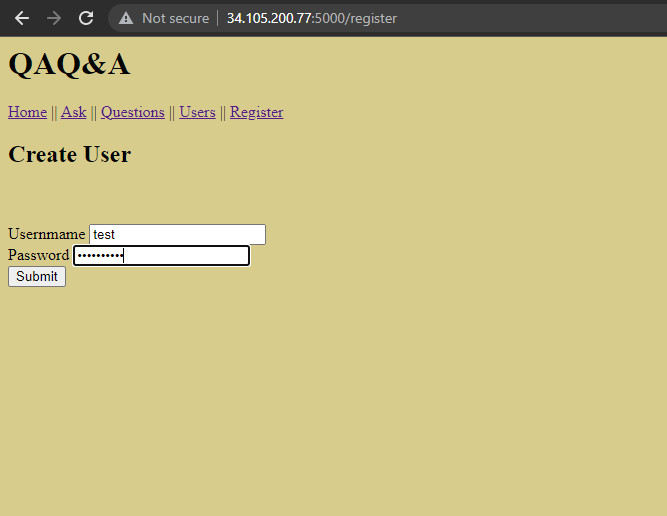 Not secure | 34.105.200.77:5000/register
QAQ&A
Home || Ask || Questions || Users || Register
Create User
Usernmame test
Password ••••••••••
Submit